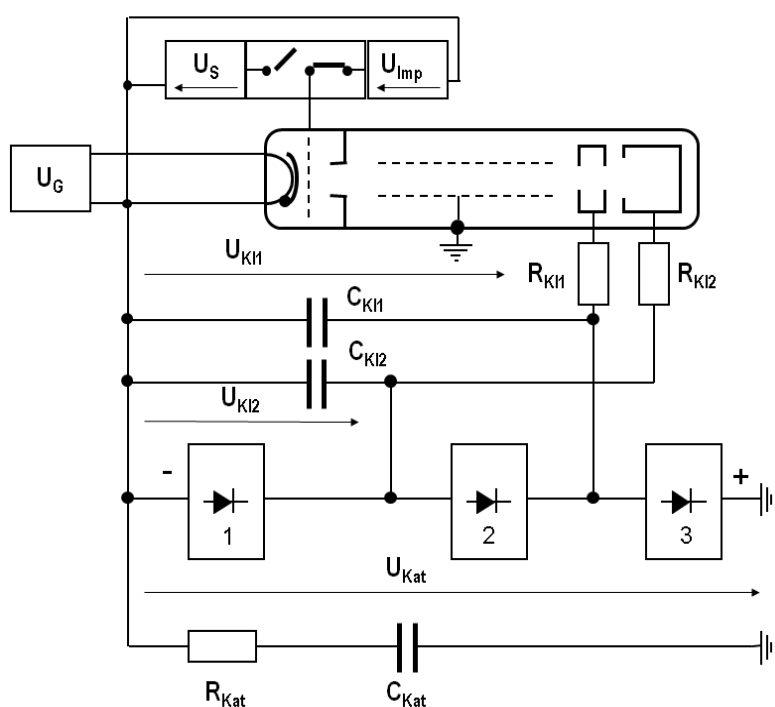 U_S
U_Imp
U_G
U_Kl1
R_Kl1
R_Kl2
C_Kl1
C_Kl2
U_Kl2
-
+
1
2
3
U_Kat
R_Kat
C_Kat